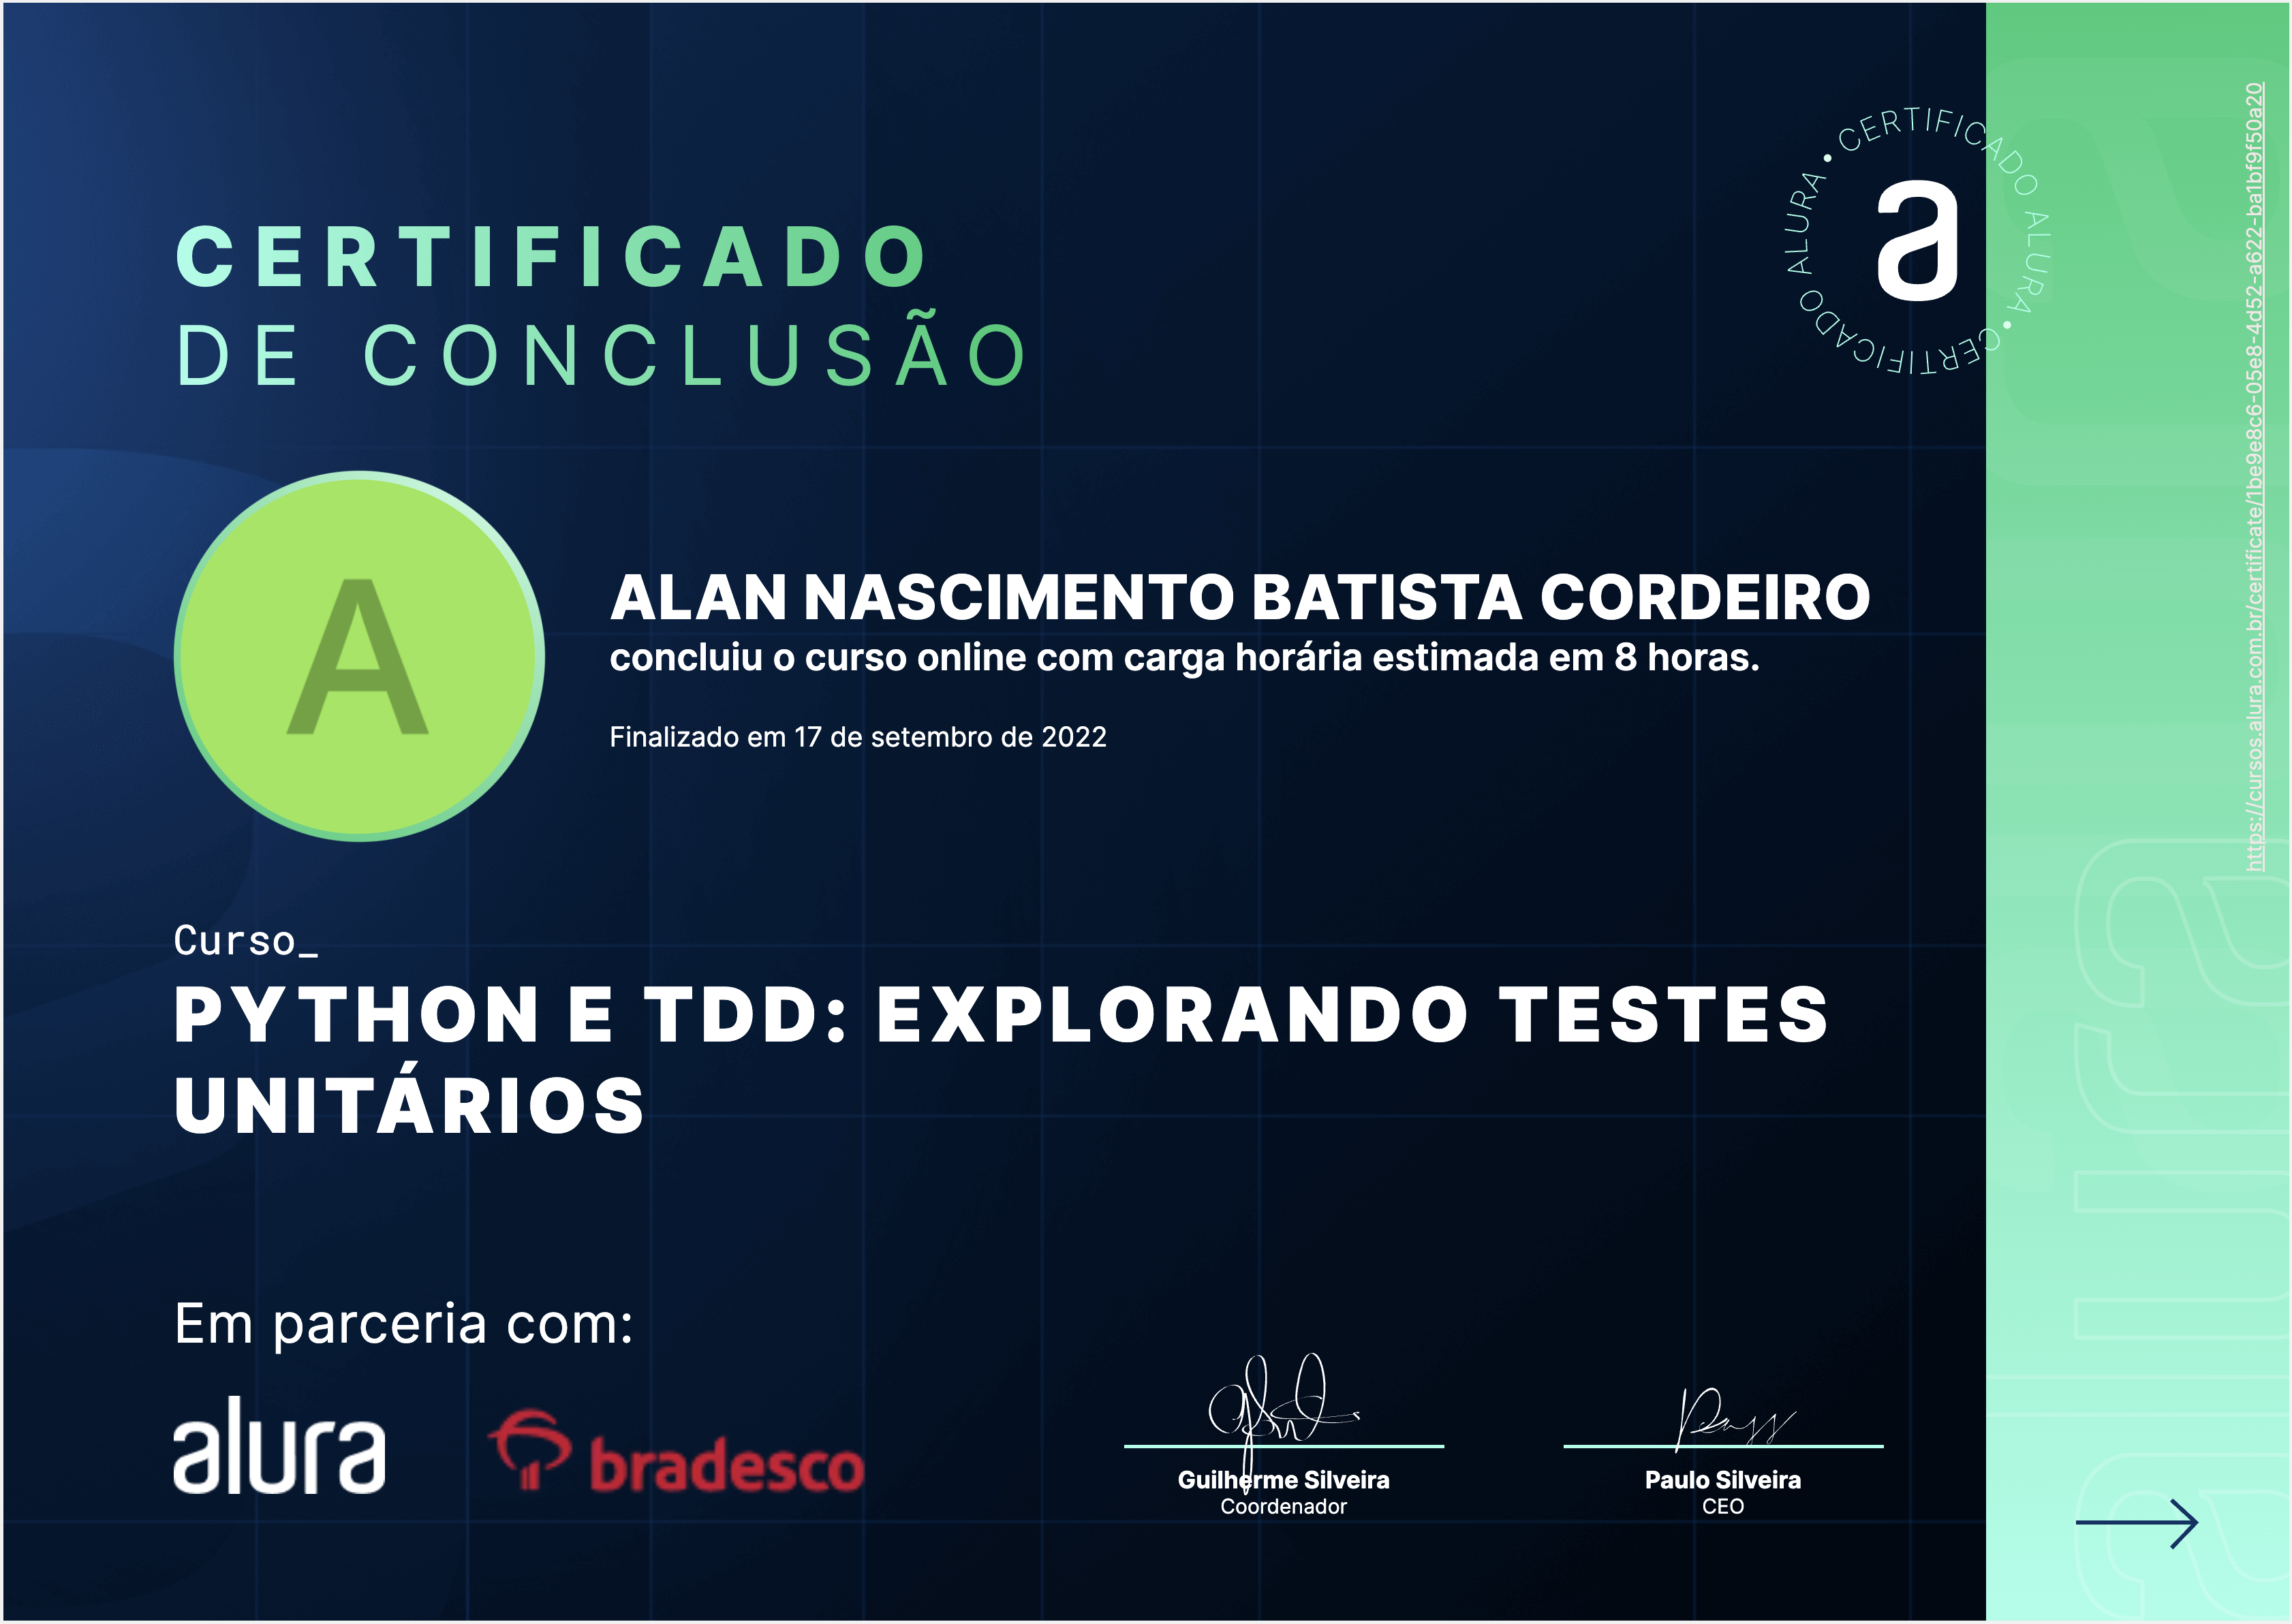 CERTIFICADO
DE CONCLUSÃO
CERTIFICADO ALURA • CERTIFICADO ALURA •
a
https://cursos.alura.com.br/certificate/1be9e8c6-05e8-4d52-a622-ba1bf9f50a20
A
ALAN NASCIMENTO BATISTA CORDEIRO
concluiu o curso online com carga horária estimada em 8 horas.
Finalizado em 17 de setembro de 2022
Curso_
PYTHON E TDD: EXPLORANDO TESTES
UNITÁRIOS
Em parceria com:
alura
bradesco
Guilherme Silveira
Coordenador
Paulo Silveira
CEO
alura